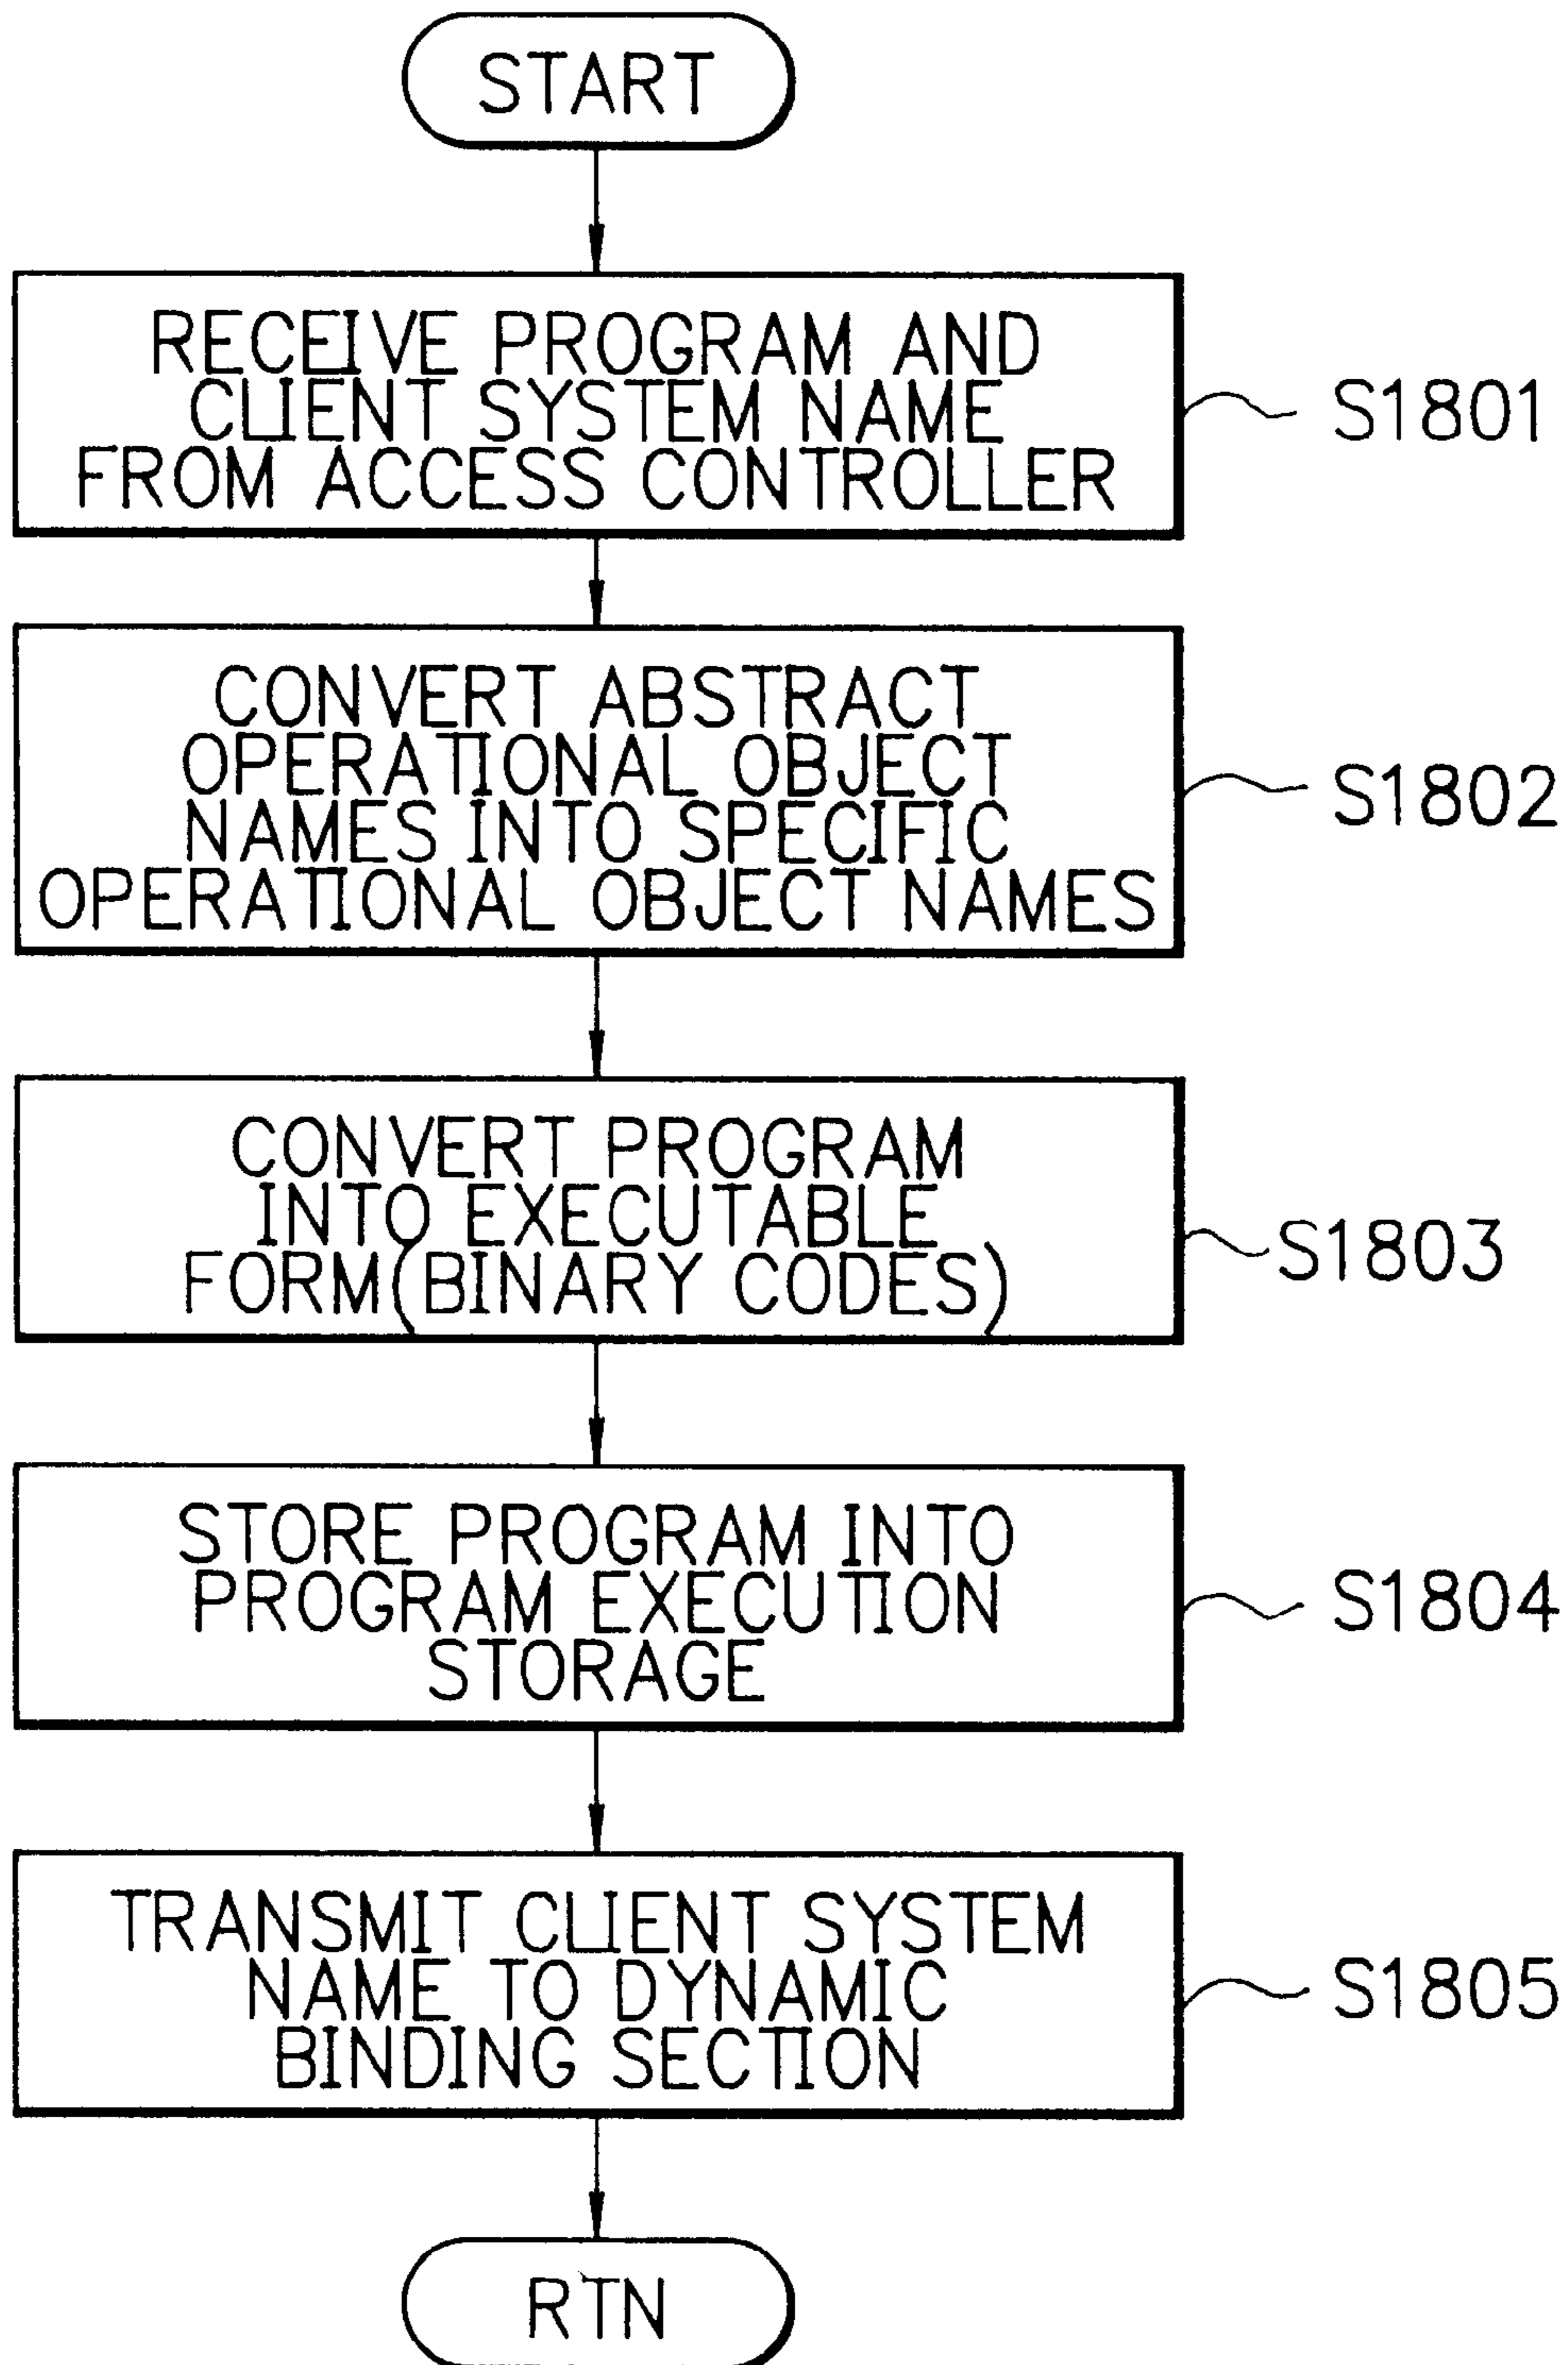 START
RECEIVE PROGRAM AND
CLIENT SYSTEM NAME
FROM ACCESS CONTROLLER
S1801
CONVERT ABSTRACT
OPERATIONAL OBJECT
NAMES INTO SPECIFIC
OPERATIONAL OBJECT NAMES
S1802
CONVERT PROGRAM
INTO EXECUTABLE
FORM(BINARY CODES)
S1803
STORE PROGRAM INTO
PROGRAM EXECUTION
STORAGE
S1804
TRANSMIT CLIENT SYSTEM
NAME TO DYNAMIC
BINDING SECTION
S1805
RTN